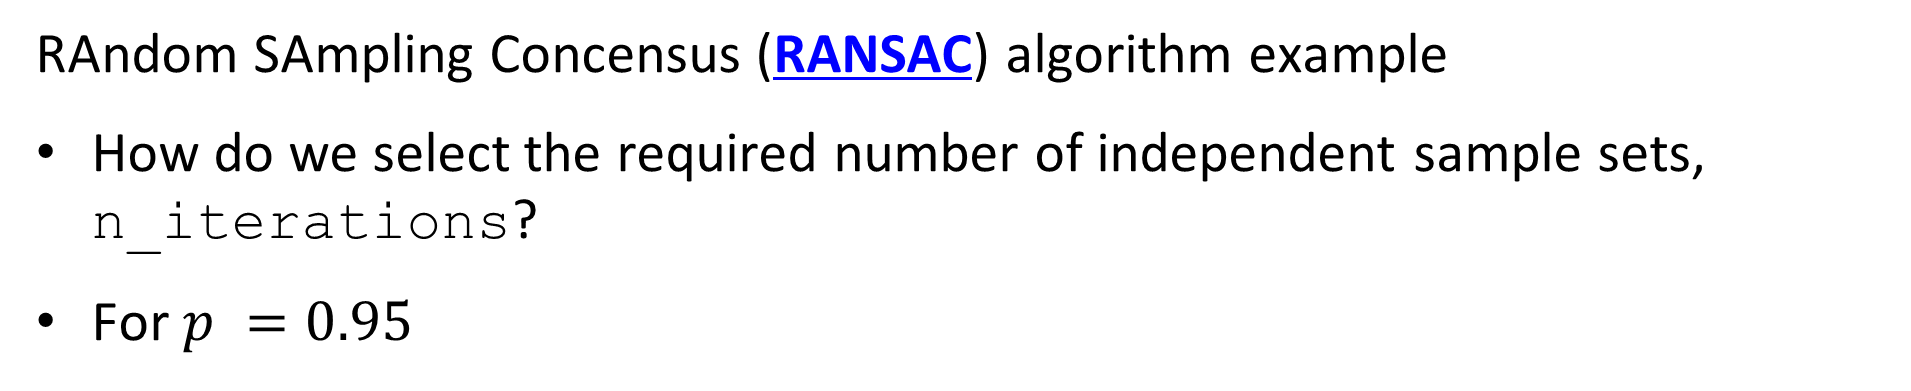 RAndom SAmpling Concensus (RANSAC) algorithm example
• How do we select the required number of independent sample sets,
n_iterations?
• For p = 0.95